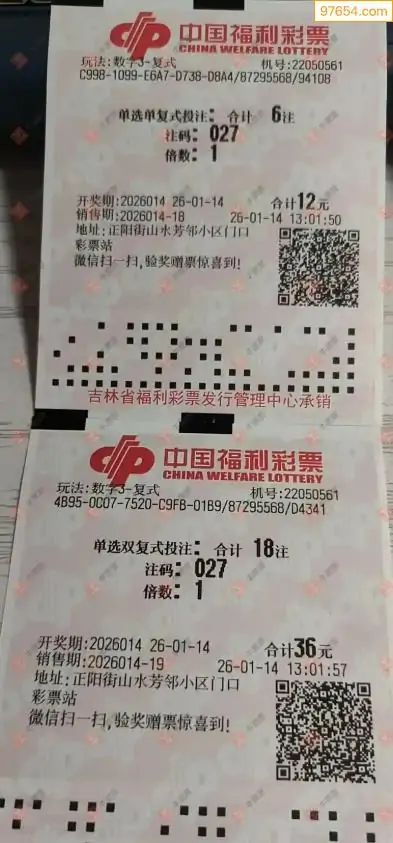 97654.com
中国福利彩票
CHINA WELFARE LOTTERY
玩法:数字3-复式 机号:22050561
C998-1099-E6A7-D738-D8A4/87295568/94108
单选单复式投注: 合计 6注
注码: 027
倍数: 1
开奖期:2026014 26-01-14 合计12元
销售期:2026014-18 26-01-14 13:01:50
地址:正阳街山水芳邻小区门口
彩票站
微信扫一扫,验奖赠票惊喜到!
吉林省福利彩票发行管理中心承销
中国福利彩票
CHINA WELFARE LOTTERY
玩法:数字3-复式 机号:22050561
4B95-0C07-7520-C9FB-01B9/87295568/D4341
单选双复式投注: 合计 18注
注码: 027
倍数: 1
开奖期:2026014 26-01-14 合计36元
销售期:2026014-19 26-01-14 13:01:57
地址:正阳街山水芳邻小区门口
彩票站
微信扫一扫,验奖赠票惊喜到!